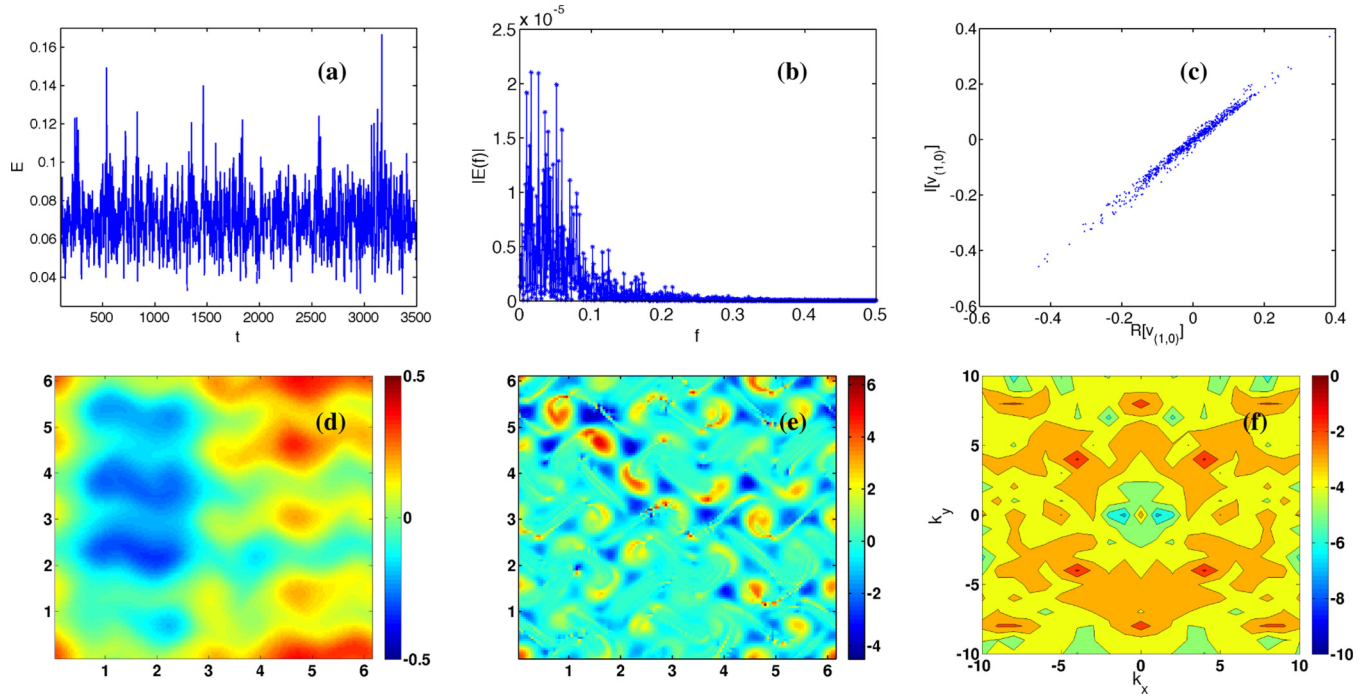 (a)
E
0.16
0.14
0.12
0.1
0.08
0.06
0.04
500 1000 1500 2000 2500 3000 3500
t
x 10⁻⁵
(b)
|E(f)|
2.5
2
1.5
1
0.5
0
0 0.1 0.2 0.3 0.4 0.5
f
(c)
I[v(1,0)]
0.4
0.2
0
-0.2
-0.4
-0.6
-0.6 -0.4 -0.2 0 0.2 0.4
R[v(1,0)]
(d)
6
5
4
3
2
1
1 2 3 4 5 6
0.5
0
-0.5
(e)
6
5
4
3
2
1
1 2 3 4 5 6
6
4
2
0
-2
-4
(f)
k_y
10
5
0
-5
-10
-10 -5 0 5 10
k_x
0
-2
-4
-6
-8
-10